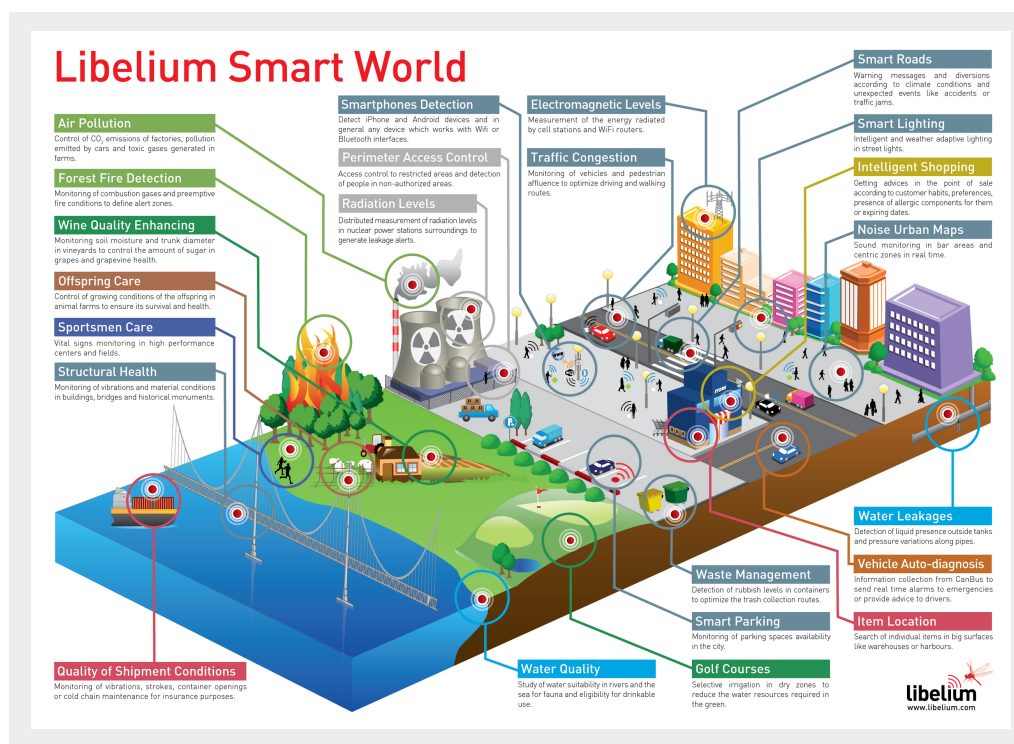 Libelium Smart World
Air Pollution
Control of CO2 emissions of factories, pollution
emitted by cars and toxic gases generated in
farms.
Forest Fire Detection
Monitoring of combustion gases and preemptive
fire conditions to define alert zones.
Wine Quality Enhancing
Monitoring soil moisture and trunk diameter
in vineyards to control the amount of sugar in
grapes and grapevine health.
Offspring Care
Control of growing conditions of the offspring in
animal farms to ensure its survival and health.
Sportsmen Care
Vital signs monitoring in high performance
centers and fields.
Structural Health
Monitoring of vibrations and material conditions
in buildings, bridges and historical monuments.
Quality of Shipment Conditions
Monitoring of vibrations, strokes, container openings
or cold chain maintenance for insurance purposes.
Smartphones Detection
Detect iPhone and Android devices and in
general any device which works with Wifi or
Bluetooth interfaces.
Perimeter Access Control
Access control to restricted areas and detection
of people in non-authorized areas.
Radiation Levels
Distributed measurement of radiation levels
in nuclear power stations surroundings to
generate leakage alerts.
Electromagnetic Levels
Measurement of the energy radiated
by cell stations and WiFi routers.
Traffic Congestion
Monitoring of vehicles and pedestrian
affluence to optimize driving and walking
routes.
Smart Roads
Warning messages and diversions
according to climate conditions and
unexpected events like accidents or
traffic jams.
Smart Lighting
Intelligent and weather adaptive lighting
in street lights.
Intelligent Shopping
Getting advices in the point of sale
according to customer habits, preferences,
presence of allergic components for them
or expiring dates.
Noise Urban Maps
Sound monitoring in bar areas and
centric zones in real time.
P
Water Leakages
Detection of liquid presence outside tanks
and pressure variations along pipes.
Vehicle Auto-diagnosis
Information collection from CanBus to
send real time alarms to emergencies
or provide advice to drivers.
Item Location
Search of individual items in big surfaces
like warehouses or harbours.
Waste Management
Detection of rubbish levels in containers
to optimize the trash collection routes.
Smart Parking
Monitoring of parking spaces availability
in the city.
Golf Courses
Selective irrigation in dry zones to
reduce the water resources required in
the green.
Water Quality
Study of water suitability in rivers and the
sea for fauna and eligibility for drinkable
use.
libelium
www.libelium.com